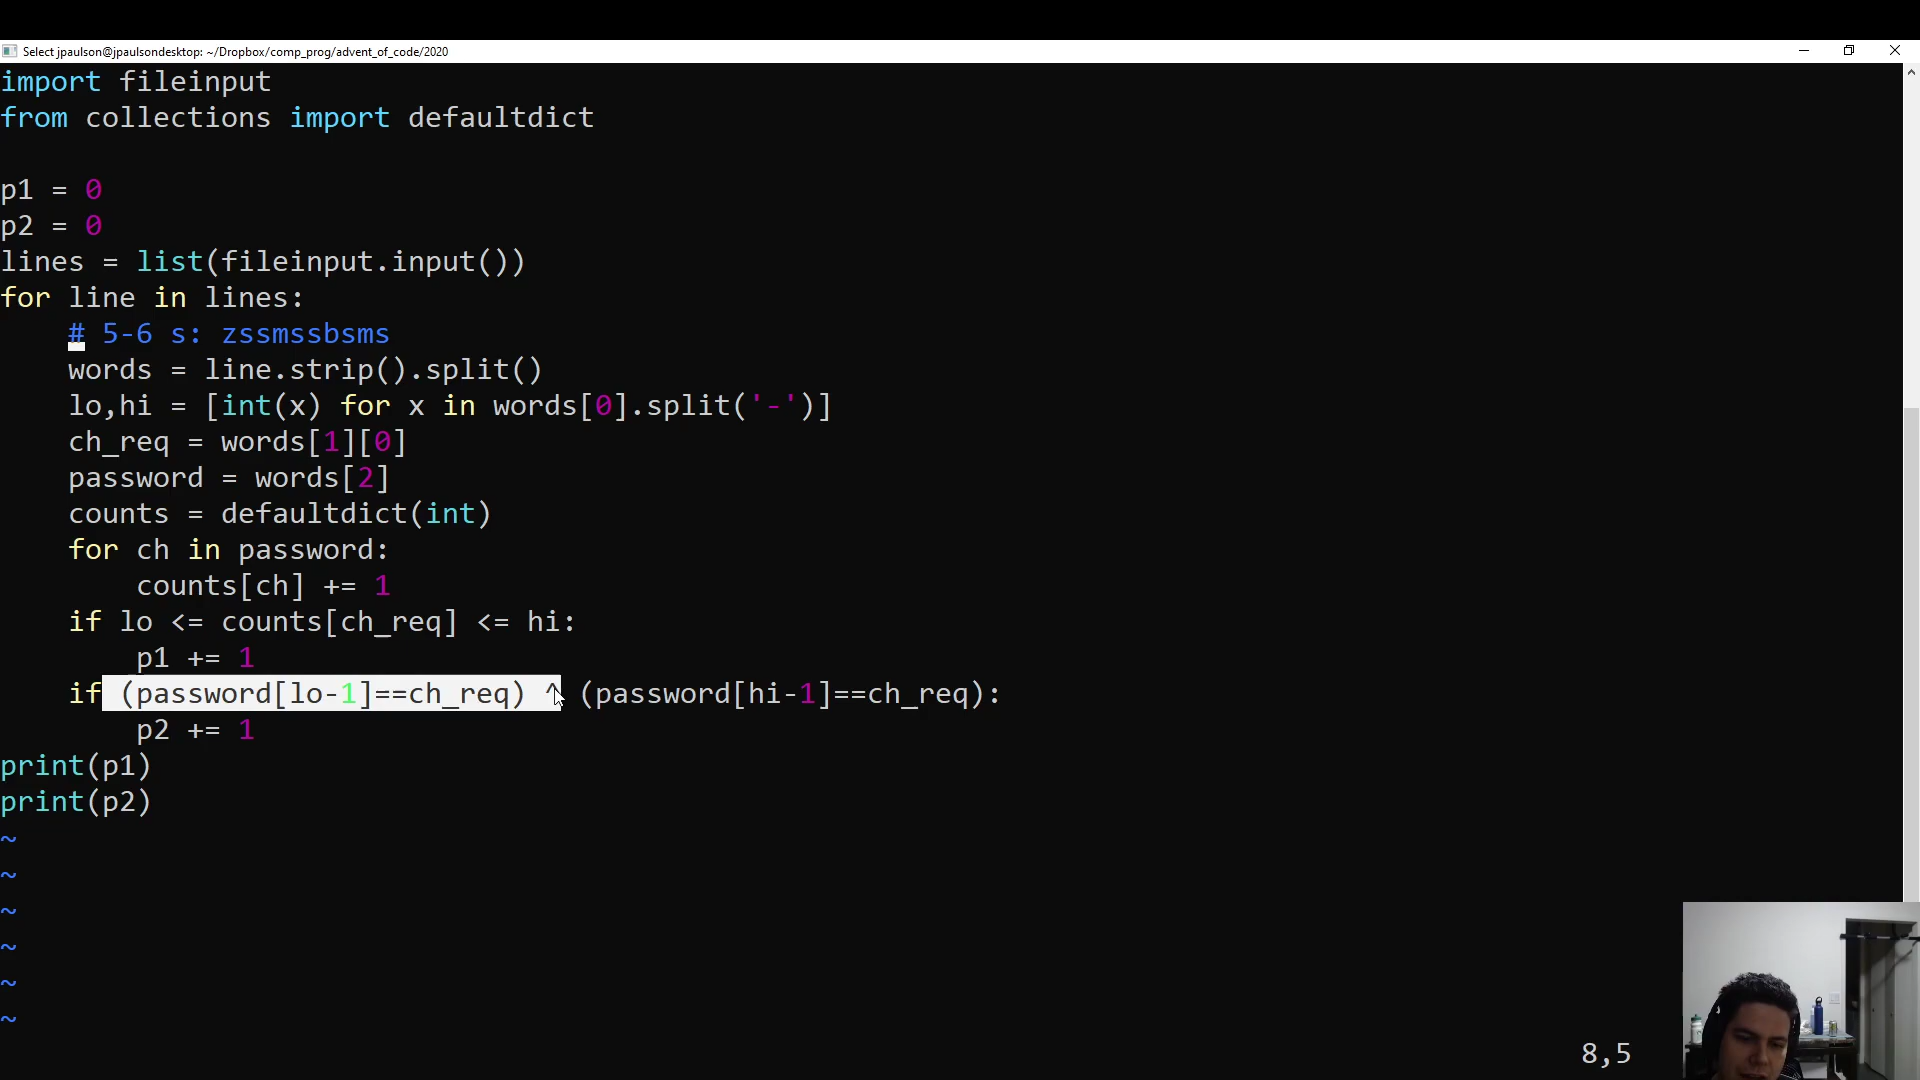 Select jpaulson@jpaulsondesktop: ~/Dropbox/comp_prog/advent_of_code/2020
import fileinput
from collections import defaultdict
p1 = 0
p2 = 0
lines = list(fileinput.input())
for line in lines:
    # 5-6 s: zssmssbsms
    words = line.strip().split()
    lo,hi = [int(x) for x in words[0].split('-')]
    ch_req = words[1][0]
    password = words[2]
    counts = defaultdict(int)
    for ch in password:
        counts[ch] += 1
    if lo <= counts[ch_req] <= hi:
        p1 += 1
    if (password[lo-1]==ch_req) ^ (password[hi-1]==ch_req):
        p2 += 1
print(p1)
print(p2)
~
~
~
~
~
~
8,5